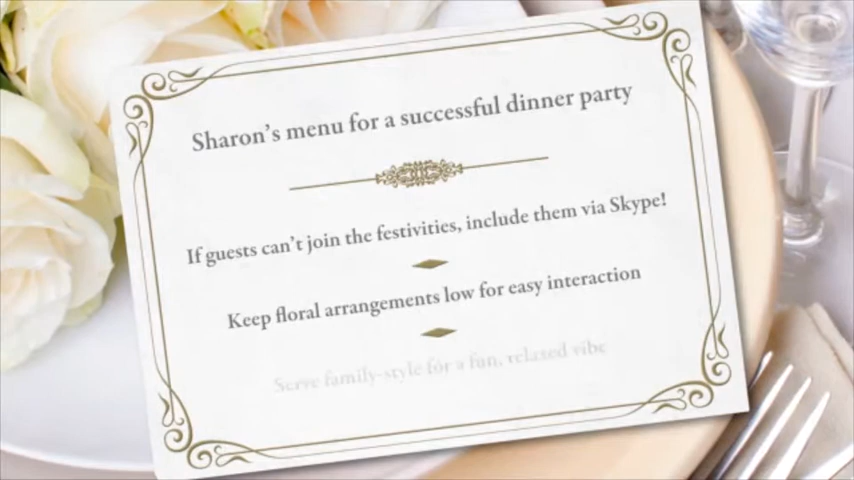 Sharon's menu for a successful dinner party
If guests can't join the festivities, include them via Skype!
Keep floral arrangements low for easy interaction
Serve family-style for a fun, relaxed vibe